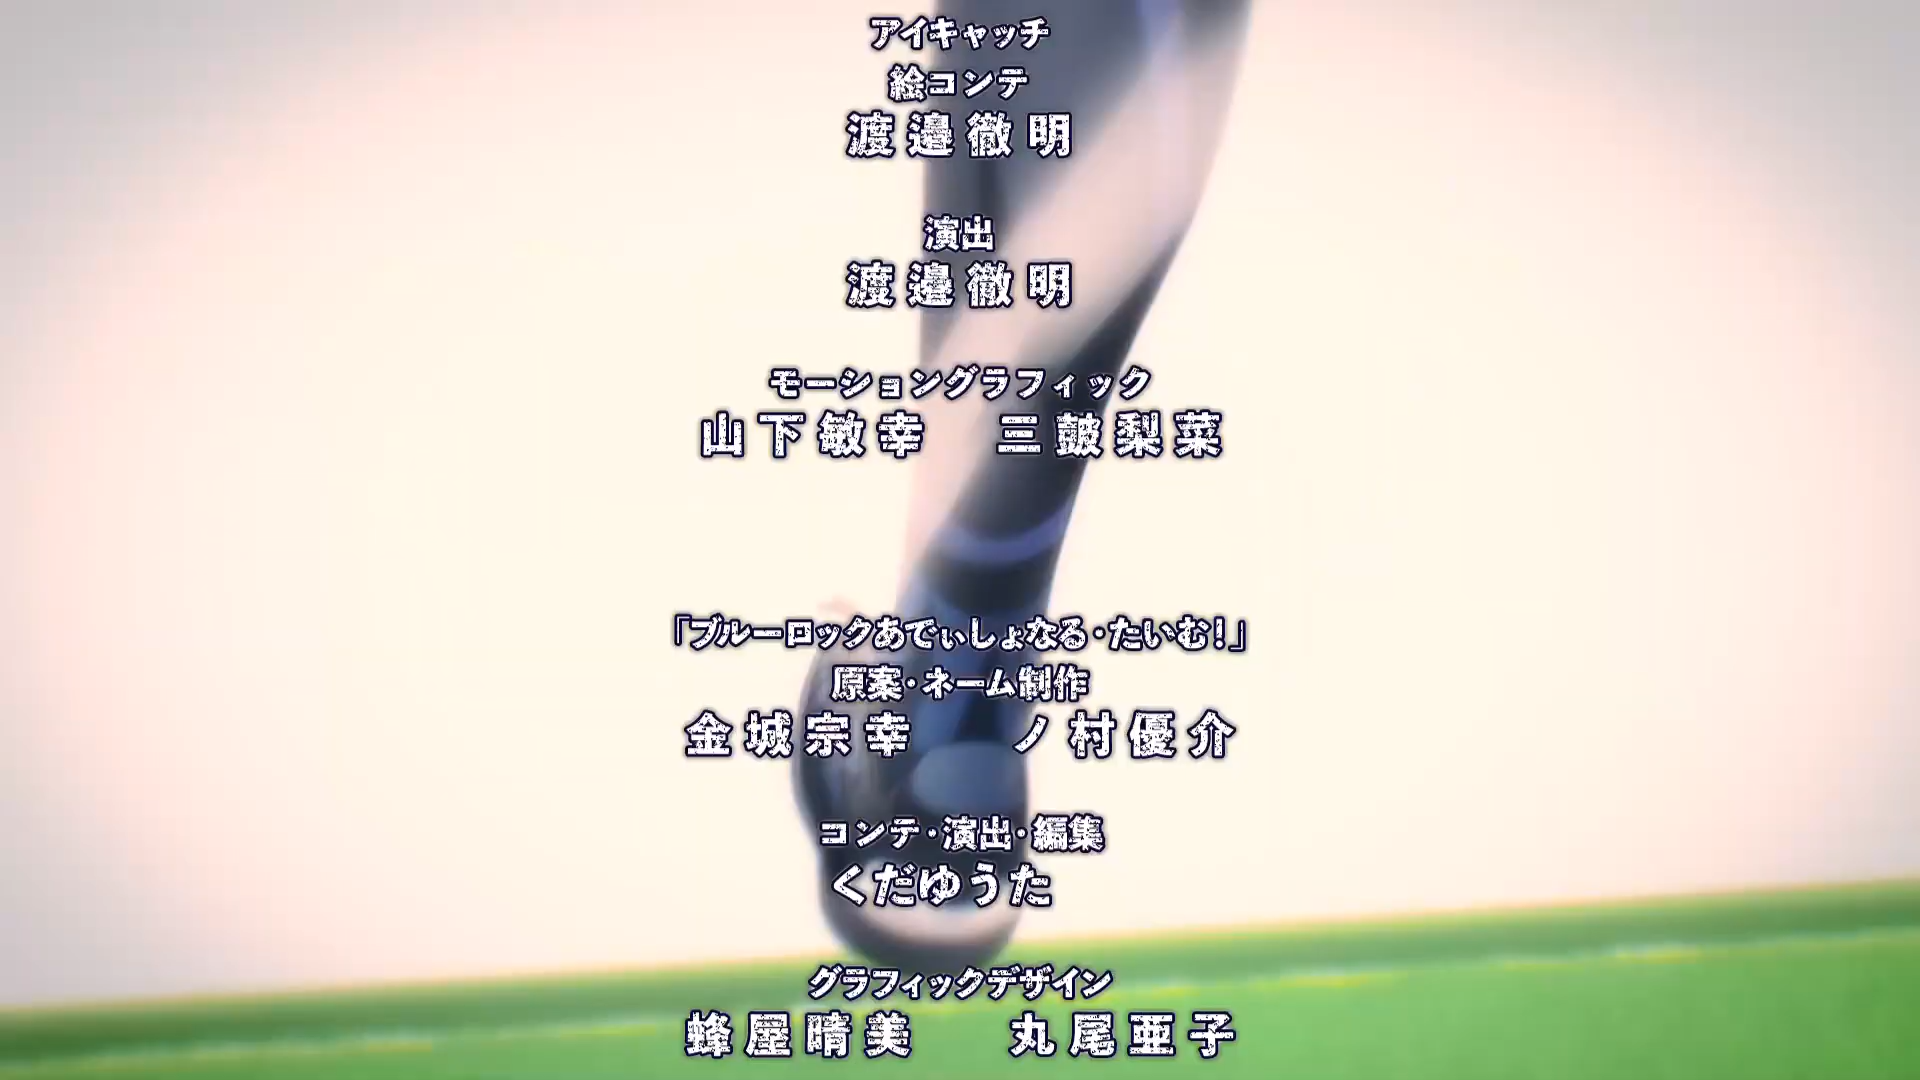 アイキャッチ
絵コンテ
渡邉徹明
演出
渡邉徹明
モーショングラフィック
山下敏幸　三皷梨菜
「ブルーロックあでぃしょなる・たいむ！」
原案・ネーム制作
金城宗幸　ノ村優介
コンテ・演出・編集
くだゆうた
グラフィックデザイン
蜂屋晴美　丸尾亜子